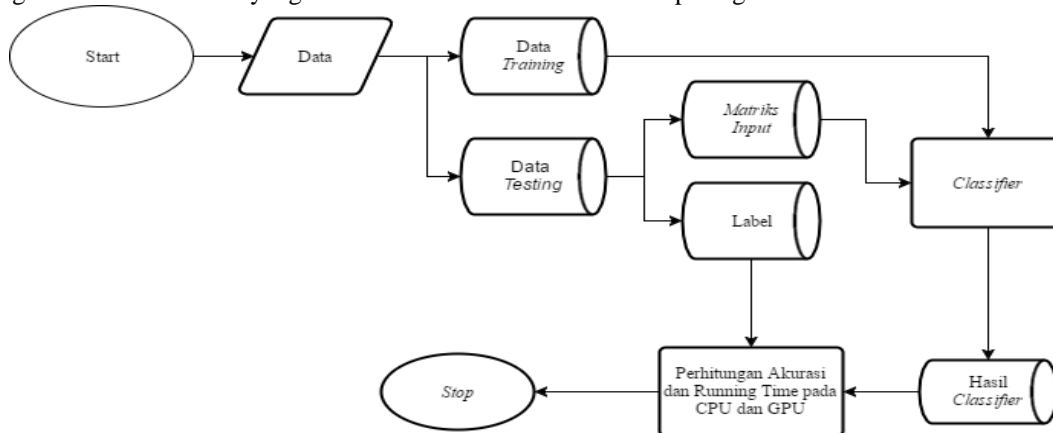 Start
Data
Data
Training
Data
Testing
Matriks
Input
Label
Classifier
Perhitungan Akurasi
dan Running Time pada
CPU dan GPU
Hasil
Classifier
Stop